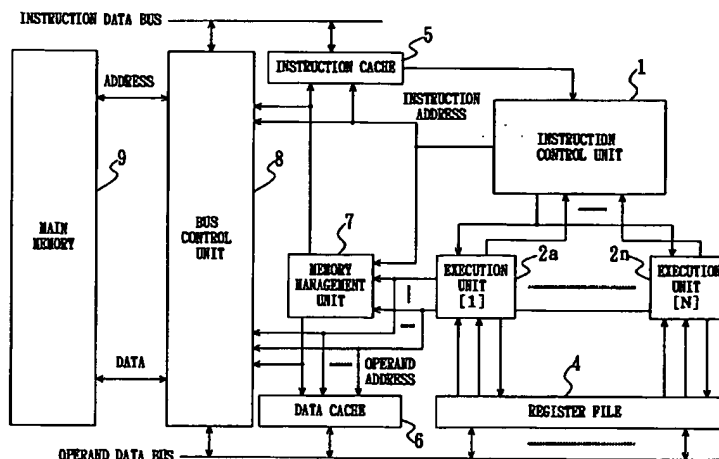 INSTRUCTION DATA BUS
5
INSTRUCTION CACHE
1
ADDRESS
INSTRUCTION
ADDRESS
INSTRUCTION
CONTROL UNIT
9
8
MAIN
MEMORY
BUS
CONTROL
UNIT
7
MEMORY
MANAGEMENT
UNIT
2a
EXECUTION
UNIT
[1]
2n
EXECUTION
UNIT
[N]
DATA
OPERAND
ADDRESS
4
DATA CACHE
REGISTER FILE
6
OPERAND DATA BUS